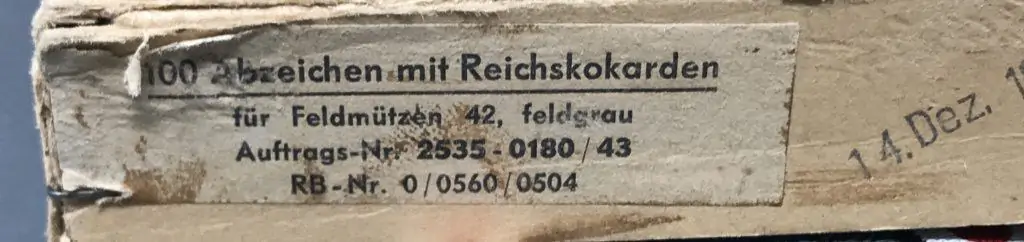 100 Abzeichen mit Reichskokarden
für Feldmützen 42, feldgrau
Auftrags-Nr. 2535-0180/43
RB-Nr. 0/0560/0504
14. Dez.